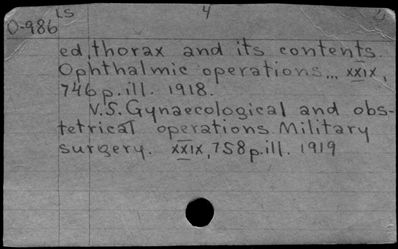 LS 4
O-986
ed, thorax and its contents.
Ophthalmic operations... xxix,
746 p. ill. 1918.
V.5. Gynaecological and obs-
tetrical operations. Military
surgery. xxix, 758 p. ill. 1919